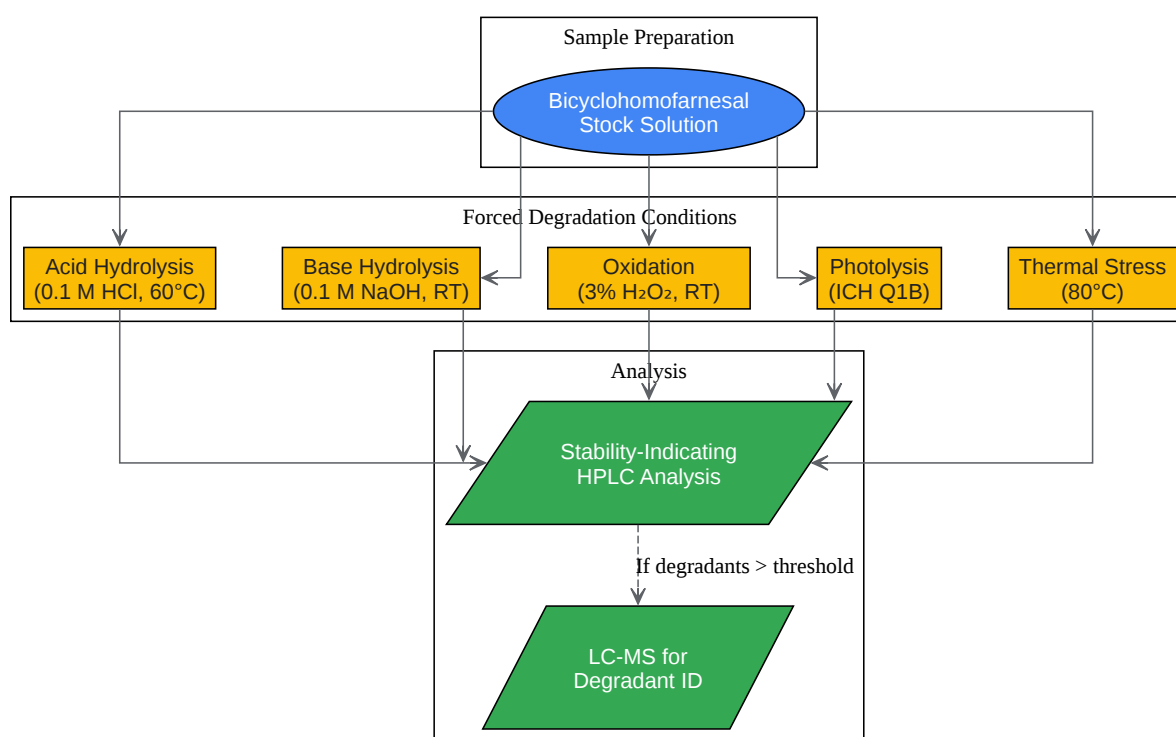 Sample Preparation
Bicyclohomofarnesal
Stock Solution
Forced Degradation Conditions
Acid Hydrolysis
(0.1 M HCl, 60°C)
Base Hydrolysis
(0.1 M NaOH, RT)
Oxidation
(3% H₂O₂, RT)
Photolysis
(ICH Q1B)
Thermal Stress
(80°C)
Analysis
Stability-Indicating
HPLC Analysis
If degradants > threshold
LC-MS for
Degradant ID